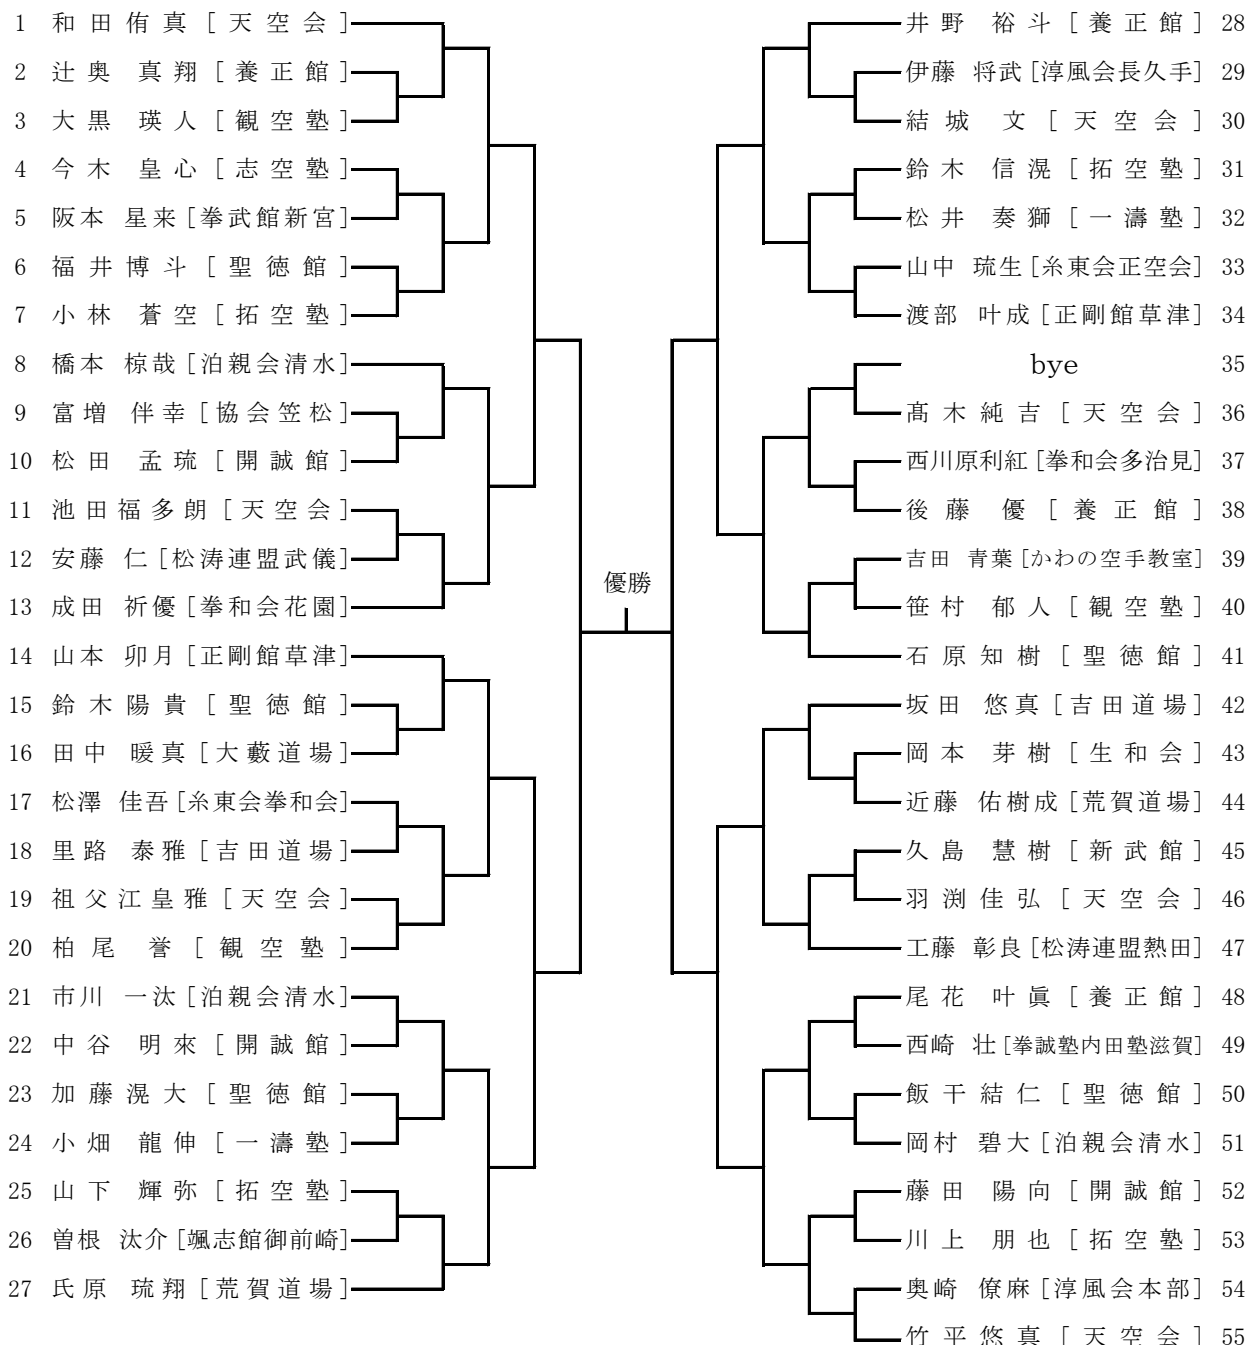 1 和田侑真 [天空会]
2 辻奥 真翔 [養正館]
3 大黒 瑛人 [観空塾]
4 今木 皇心 [志空塾]
5 阪本 星来 [拳武館新宮]
6 福井博斗 [聖徳館]
7 小林 蒼空 [拓空塾]
8 橋本 椋哉 [泊親会清水]
9 富増 伴幸 [協会笠松]
10 松田 孟琉 [開誠館]
11 池田福多朗 [天空会]
12 安藤 仁 [松涛連盟武儀]
13 成田 祈優 [拳和会花園]
14 山本 卯月 [正剛館草津]
15 鈴木陽貴 [聖徳館]
16 田中 暖真 [大藪道場]
17 松澤 佳吾 [糸東会拳和会]
18 里路 泰雅 [吉田道場]
19 祖父江皇雅 [天空会]
20 柏尾 誉 [観空塾]
21 市川 一汰 [泊親会清水]
22 中谷 明來 [開誠館]
23 加藤滉大 [聖徳館]
24 小畑 龍伸 [一濤塾]
25 山下 輝弥 [拓空塾]
26 曽根 汰介 [颯志館御前崎]
27 氏原 琉翔 [荒賀道場]
優勝
井野 裕斗 [養正館] 28
伊藤 将武 [淳風会長久手] 29
結城 文 [天空会] 30
鈴木 信滉 [拓空塾] 31
松井 奏獅 [一濤塾] 32
山中 琉生 [糸東会正空会] 33
渡部 叶成 [正剛館草津] 34
bye 35
髙木純吉 [天空会] 36
西川原利紅 [拳和会多治見] 37
後藤 優 [養正館] 38
吉田 青葉 [かわの空手教室] 39
笹村 郁人 [観空塾] 40
石原知樹 [聖徳館] 41
坂田 悠真 [吉田道場] 42
岡本 芽樹 [生和会] 43
近藤 佑樹成 [荒賀道場] 44
久島 慧樹 [新武館] 45
羽渕佳弘 [天空会] 46
工藤 彰良 [松涛連盟熱田] 47
尾花 叶眞 [養正館] 48
西崎 壮 [拳誠塾内田塾滋賀] 49
飯干結仁 [聖徳館] 50
岡村 碧大 [泊親会清水] 51
藤田 陽向 [開誠館] 52
川上 朋也 [拓空塾] 53
奥崎 僚麻 [淳風会本部] 54
竹平悠真 [天空会] 55